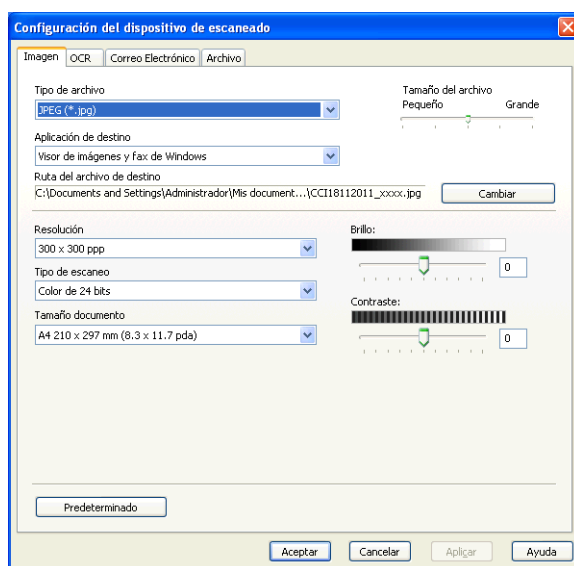 Configuración del dispositivo de escaneado
Imagen OCR Correo Electrónico Archivo
Tipo de archivo
JPEG (*.jpg)
Tamaño del archivo
Pequeño Grande
Aplicación de destino
Visor de imágenes y fax de Windows
Ruta del archivo de destino
C:\Documents and Settings\Administrador\Mis document...\CCI18112011_xxxx.jpg
Cambiar
Resolución
300 x 300 ppp
Tipo de escaneo
Color de 24 bits
Tamaño documento
A4 210 x 297 mm (8.3 x 11.7 pda)
Brillo:
0
Contraste:
0
Predeterminado
Aceptar Cancelar Aplicar Ayuda